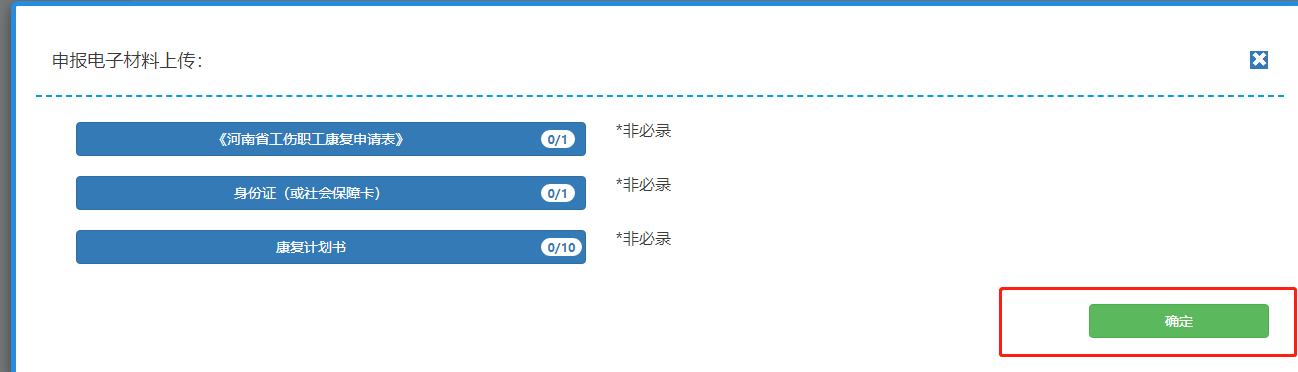 申报电子材料上传：
《河南省工伤职工康复申请表》 0/1 *非必录
身份证（或社会保障卡） 0/1 *非必录
康复计划书 0/10 *非必录
确定